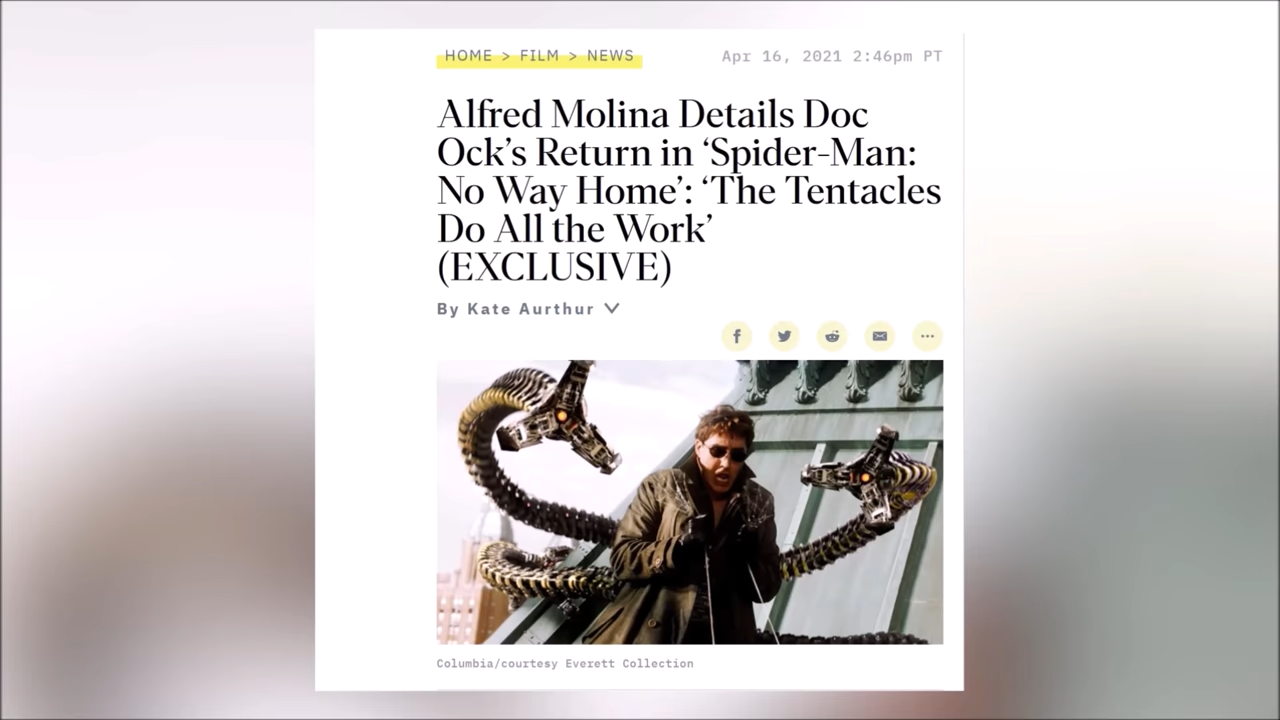 HOME > FILM > NEWS
Apr 16, 2021 2:46pm PT
Alfred Molina Details Doc
Ock’s Return in ‘Spider-Man:
No Way Home’: ‘The Tentacles
Do All the Work’
(EXCLUSIVE)
By Kate Aurthur
Columbia/courtesy Everett Collection